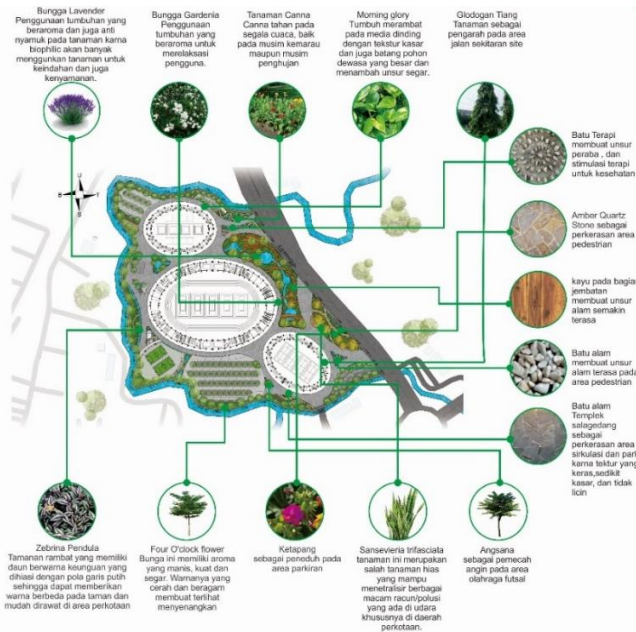 Bungga Lavender
Penggunaan tumbuhan yang
beraroma dan juga anti
nyamuk pada tanaman karna
biophilic akan banyak
menggunkan tanaman untuk
keindahan dan juga
kenyamanan.
Bungga Gardenia
Penggunaan
tumbuhan yang
beraroma untuk
merelaksasi
pengguna.
Tanaman Canna
Canna tahan pada
segala cuaca, baik
pada musim kemarau
maupun musim
penghujan
Morning glory
Tumbuh merambat
pada media dinding
dengan tekstur kasar
dan juga batang pohon
dewasa yang besar dan
menambah unsur segar.
Glodogan Tiang
Tanaman sebagai
pengarah pada area
jalan sekitaran site
Batu Terapi
membuat unsur
peraba , dan
stimulasi terapi
untuk kesehatan
Amber Quartz
Stone sebagai
perkerasan area
pedestrian
kayu pada bagian
jembatan
membuat unsur
alam semakin
terasa
Batu alam
membuat unsur
alam terasa pada
area pedestrian
Batu alam
Templek
salagedang
sebagai
perkerasan area
sirkulasi dan park
karna tektur yang
keras,sedikit
kasar, dan tidak
licin
U
B
T
Zebrina Pendula
Tamanan rambat yang memiliki
daun berwarna keunguan yang
dihiasi dengan pola garis putih
sehingga dapat memberikan
warna berbeda pada taman dan
mudah dirawat di area perkotaan
Four O'clock flower
Bunga ini memiliki aroma
yang manis, kuat dan
segar. Warnanya yang
cerah dan beragam
membuat terlihat
menyenangkan
Ketapang
sebagai peneduh pada
area parkiran
Sansevieria trifasciata
tanaman ini merupakan
salah tanaman hias
yang mampu
menetralisir berbagai
macam racun/polusi
yang ada di udara
khususnya di daerah
perkotaan.
Angsana
sebagai pemecah
angin pada area
olahraga futsal